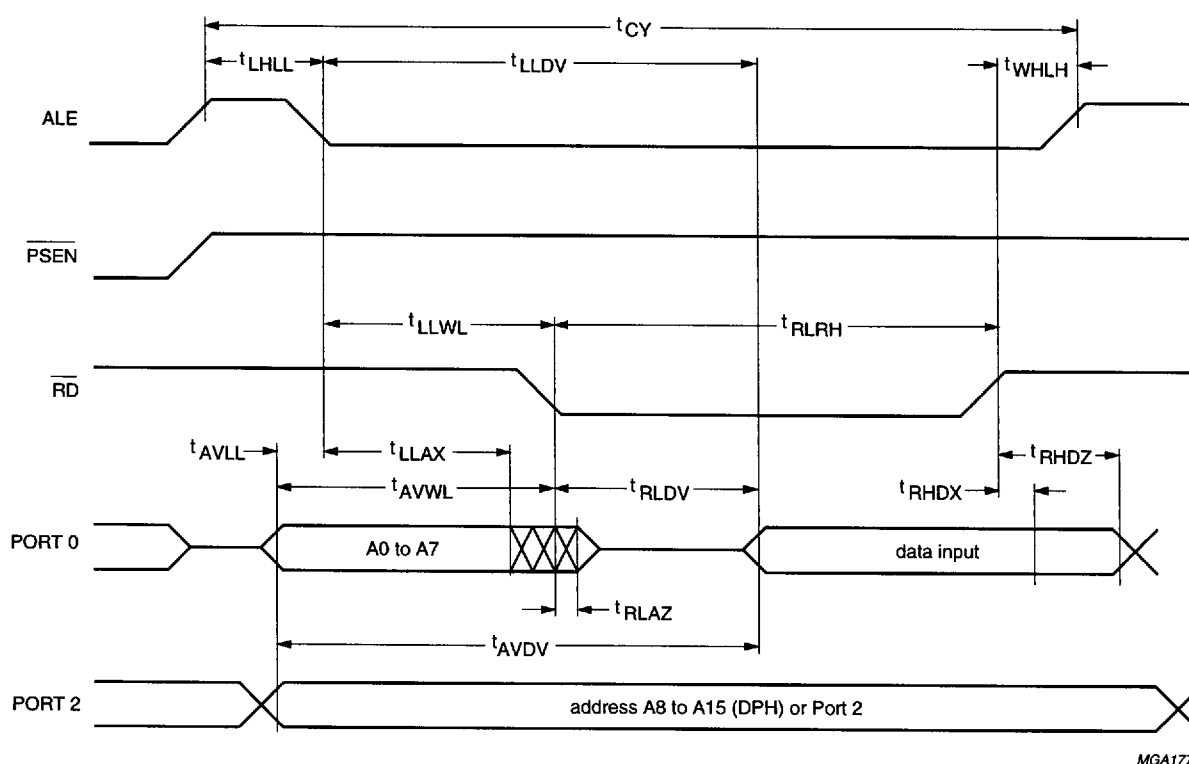 tCY
tLHLL
tLLDV
tWHLH
ALE
PSEN
tLLWL
tRLRH
RD
tAVLL
tLLAX
tRHDZ
tAVWL
tRLDV
tRHDX
PORT 0
A0 to A7
data input
tRLAZ
tAVDV
PORT 2
address A8 to A15 (DPH) or Port 2